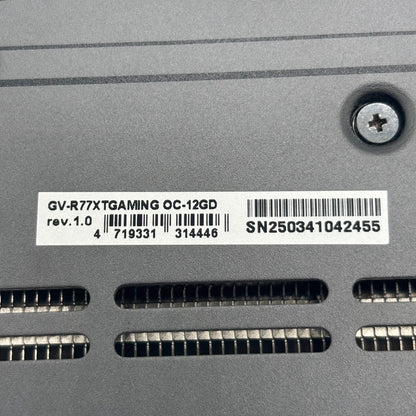 GV-R77XTGAMING OC-12GD
rev.1.0
4 719331 314446
SN250341042455